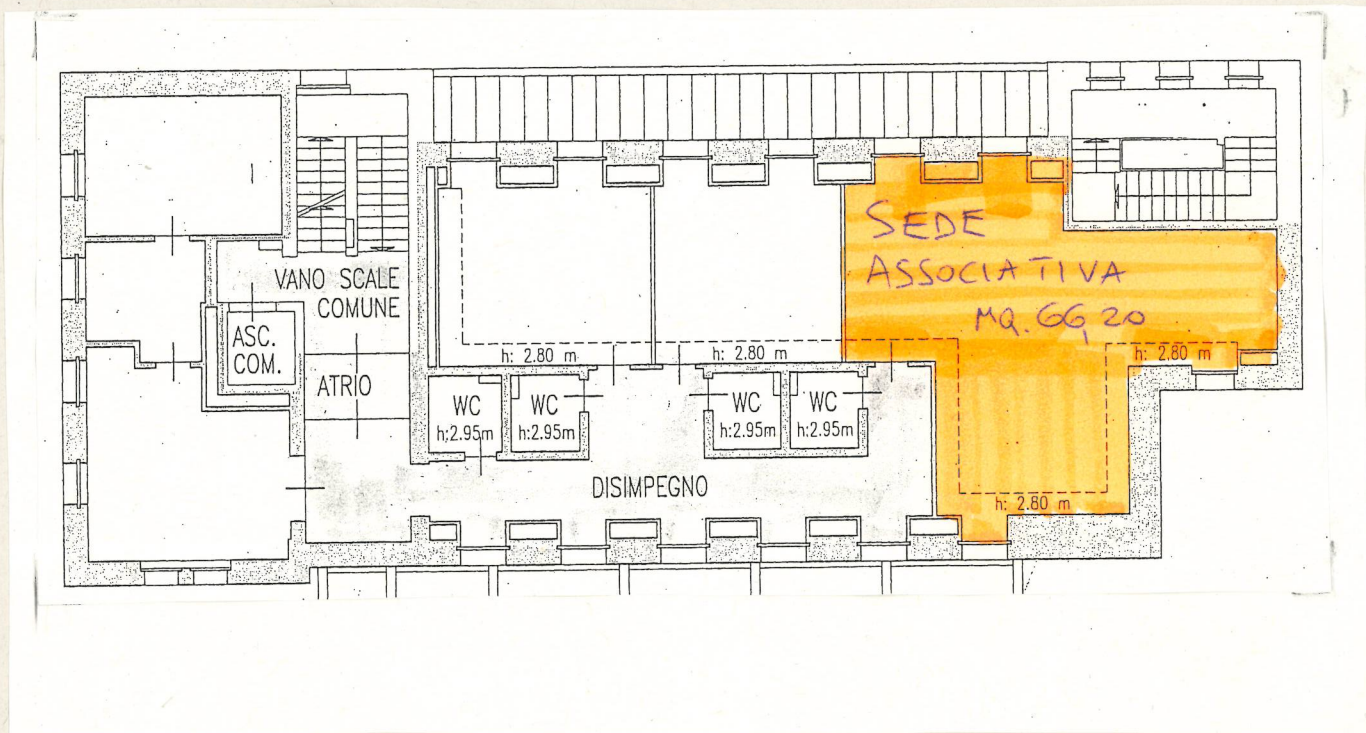 SEDE
ASSOCIATIVA
MQ. 66,20
VANO SCALE
COMUNE
ASC.
COM.
ATRIO
h: 2.80 m
h: 2.80 m
h: 2.80 m
WC
h:2.95m
WC
h:2.95m
WC
h:2.95m
WC
h:2.95m
DISIMPEGNO
h: 2.80 m